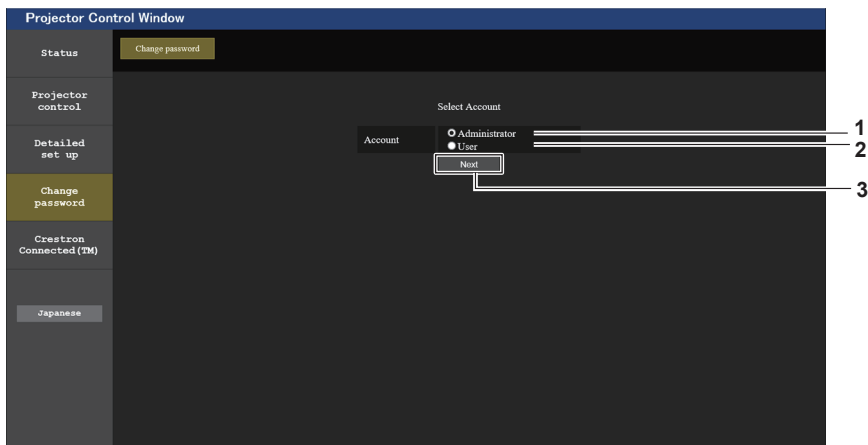 Projector Control Window
Status
Change password
Projector
control
Detailed
set up
Change
password
Crestron
Connected(TM)
Japanese
Select Account
Account
Administrator
User
Next
1
2
3